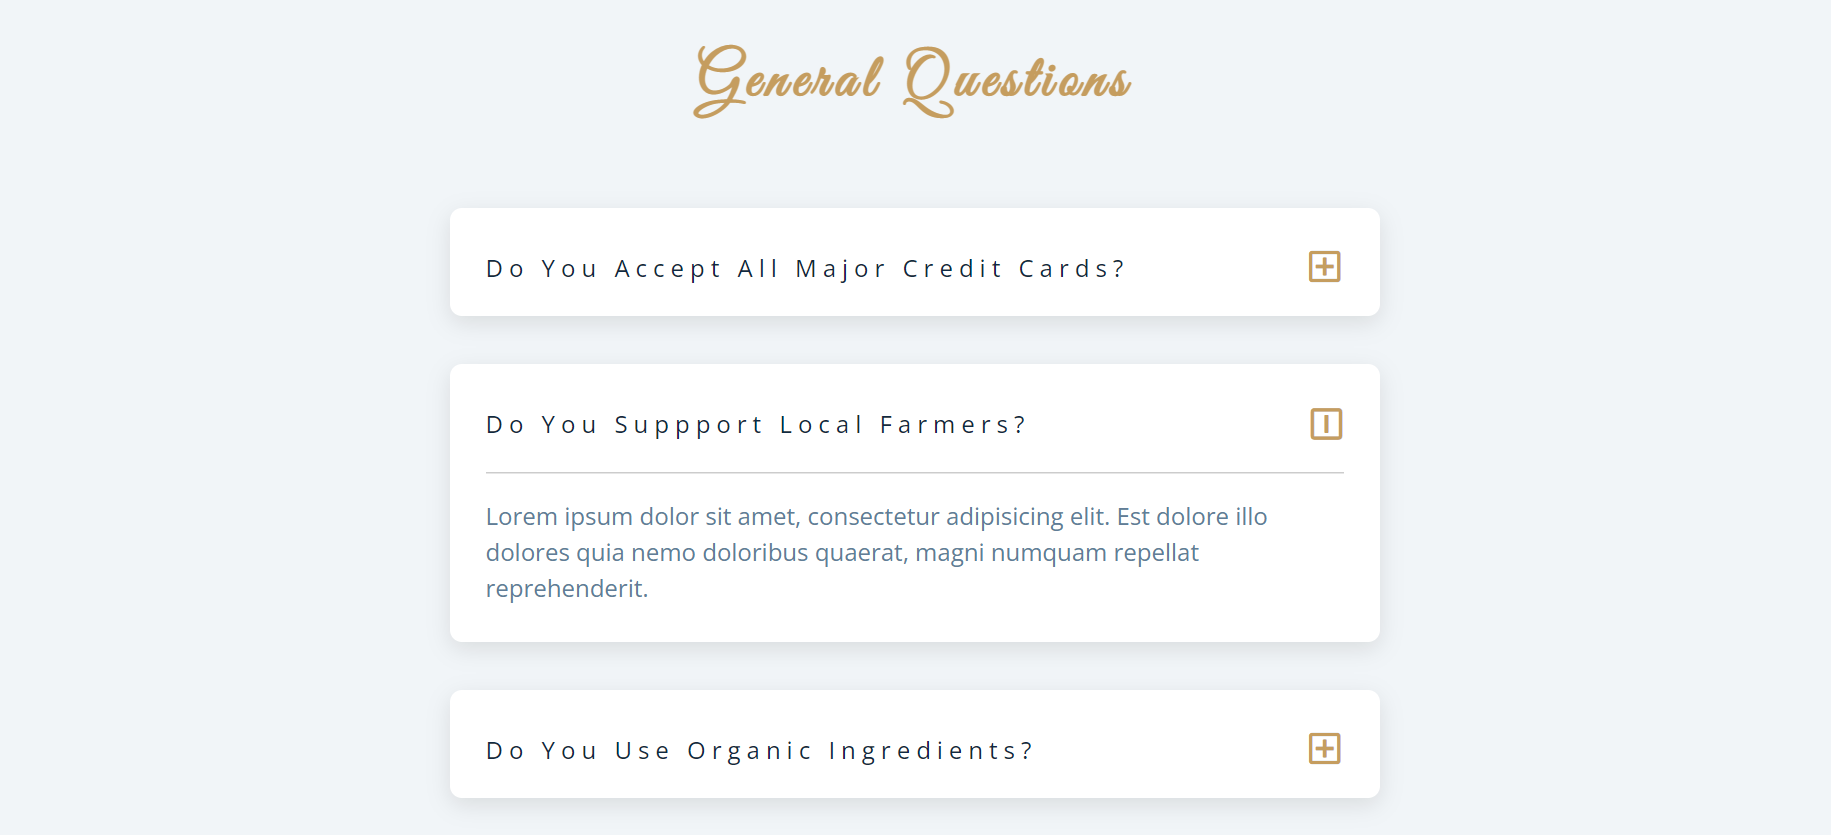 General Questions
Do You Accept All Major Credit Cards?
Do You Suppport Local Farmers?
Lorem ipsum dolor sit amet, consectetur adipisicing elit. Est dolore illo
dolores quia nemo doloribus quaerat, magni numquam repellat
reprehenderit.
Do You Use Organic Ingredients?